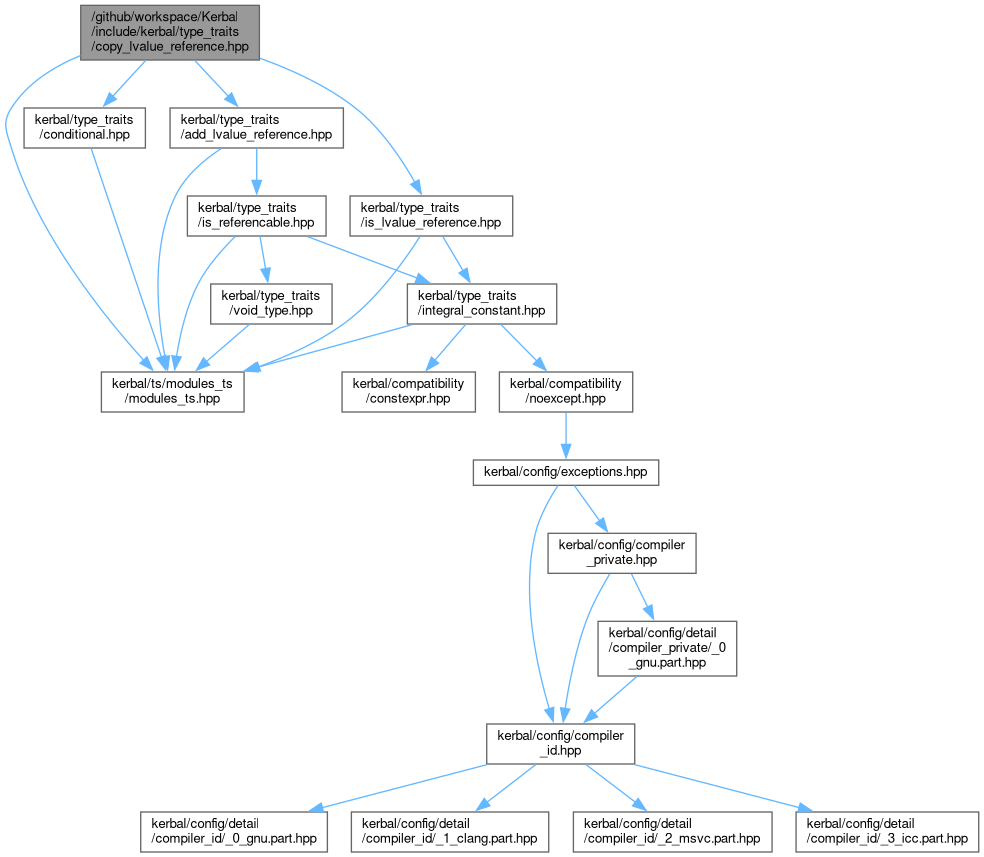 /github/workspace/Kerbal
/include/kerbal/type_traits
/copy_lvalue_reference.hpp
kerbal/type_traits
/conditional.hpp
kerbal/type_traits
/add_lvalue_reference.hpp
kerbal/type_traits
/is_referencable.hpp
kerbal/type_traits
/is_lvalue_reference.hpp
kerbal/type_traits
/void_type.hpp
kerbal/type_traits
/integral_constant.hpp
kerbal/ts/modules_ts
/modules_ts.hpp
kerbal/compatibility
/constexpr.hpp
kerbal/compatibility
/noexcept.hpp
kerbal/config/exceptions.hpp
kerbal/config/compiler
_private.hpp
kerbal/config/detail
/compiler_private/_0
_gnu.part.hpp
kerbal/config/compiler
_id.hpp
kerbal/config/detail
/compiler_id/_0_gnu.part.hpp
kerbal/config/detail
/compiler_id/_1_clang.part.hpp
kerbal/config/detail
/compiler_id/_2_msvc.part.hpp
kerbal/config/detail
/compiler_id/_3_icc.part.hpp